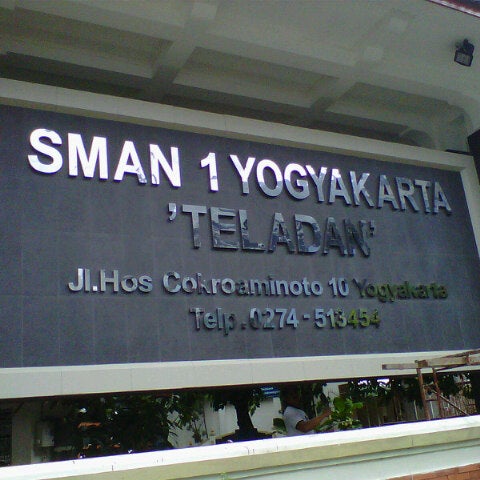 SMAN 1 YOGYAKARTA
'TELADAN'
Jl.Hos Cokroaminoto 10 Yogyakarta
Telp.0274-513454